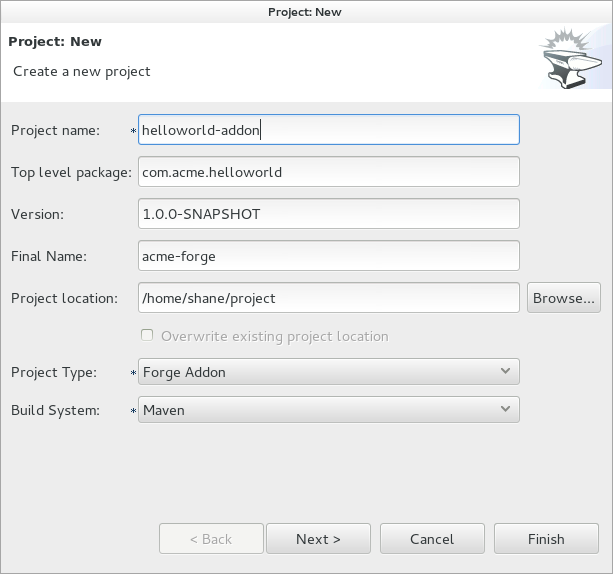 Project: New
Project: New
Create a new project
Project name: * helloworld-addon
Top level package: com.acme.helloworld
Version: 1.0.0-SNAPSHOT
Final Name: acme-forge
Project location: /home/shane/project Browse...
Overwrite existing project location
Project Type: * Forge Addon
Build System: * Maven
< Back Next > Cancel Finish